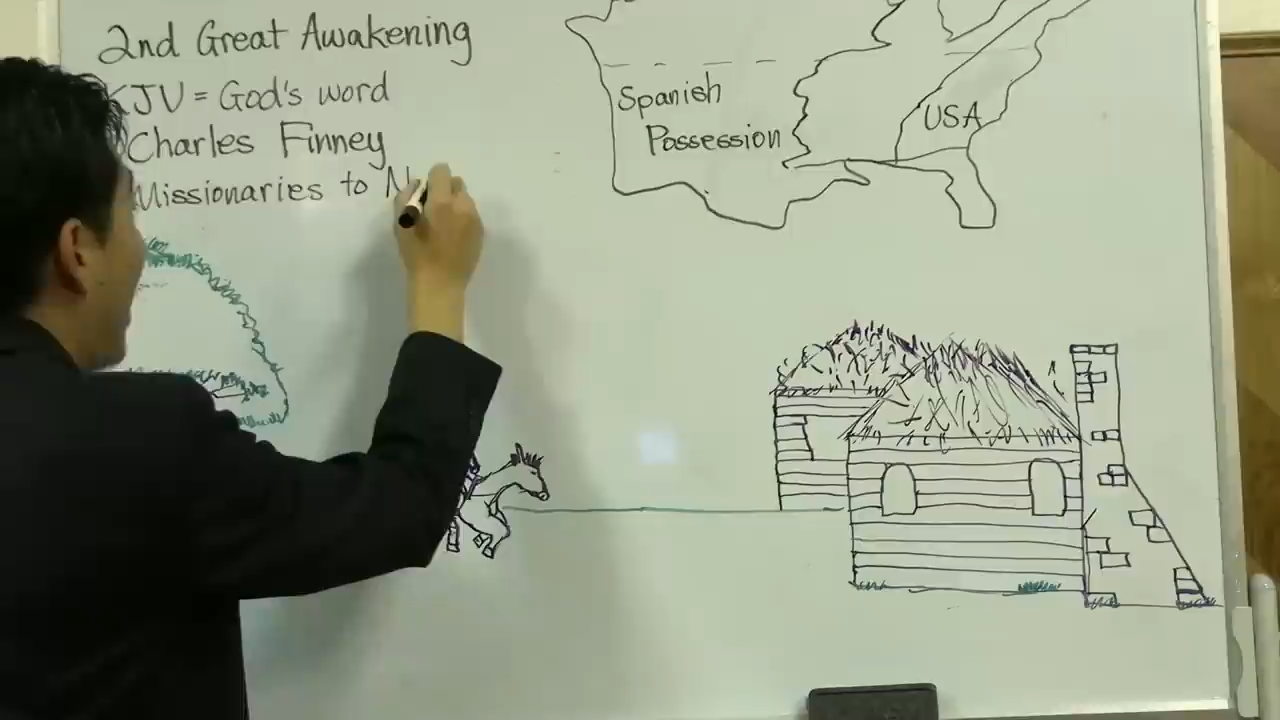 2nd Great Awakening
KJV = God's word
Charles Finney
Missionaries to N
Spanish
Possession
USA